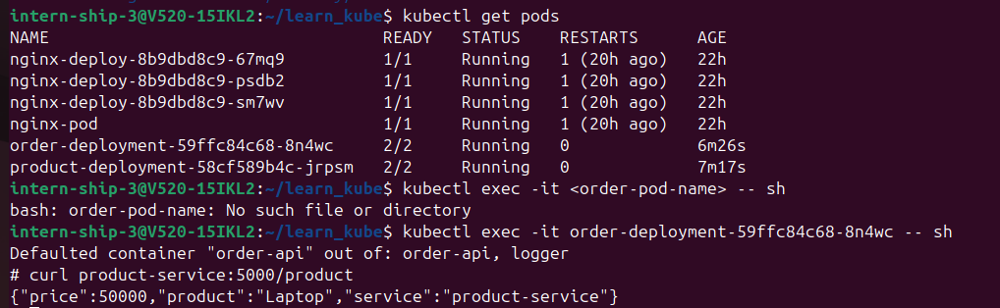 intern-ship-3@V520-15IKL2:~/learn_kube$ kubectl get pods
NAME READY STATUS RESTARTS AGE
nginx-deploy-8b9dbd8c9-67mq9 1/1 Running 1 (20h ago) 22h
nginx-deploy-8b9dbd8c9-psdb2 1/1 Running 1 (20h ago) 22h
nginx-deploy-8b9dbd8c9-sm7wv 1/1 Running 1 (20h ago) 22h
nginx-pod 1/1 Running 1 (20h ago) 22h
order-deployment-59ffc84c68-8n4wc 2/2 Running 0 6m26s
product-deployment-58cf589b4c-jrpsm 2/2 Running 0 7m17s
intern-ship-3@V520-15IKL2:~/learn_kube$ kubectl exec -it <order-pod-name> -- sh
bash: order-pod-name: No such file or directory
intern-ship-3@V520-15IKL2:~/learn_kube$ kubectl exec -it order-deployment-59ffc84c68-8n4wc -- sh
Defaulted container "order-api" out of: order-api, logger
# curl product-service:5000/product
{"price":50000,"product":"Laptop","service":"product-service"}